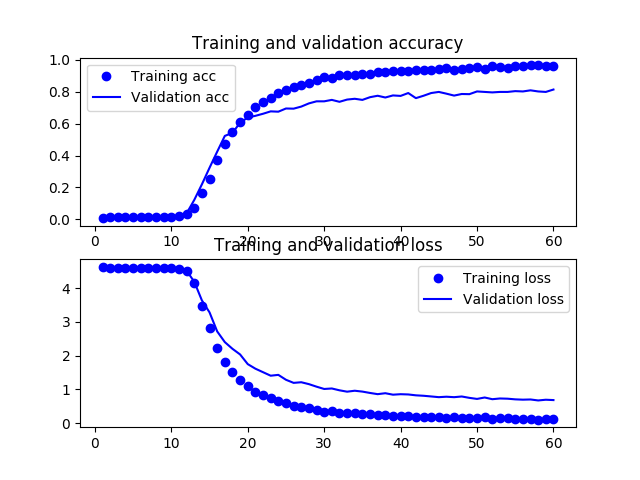 Training and validation accuracy
1.0
0.8
0.6
0.4
0.2
0.0
Training acc
Validation acc
0 10 20 30 40 50 60
Training and validation loss
4
3
2
1
0
Training loss
Validation loss
0 10 20 30 40 50 60